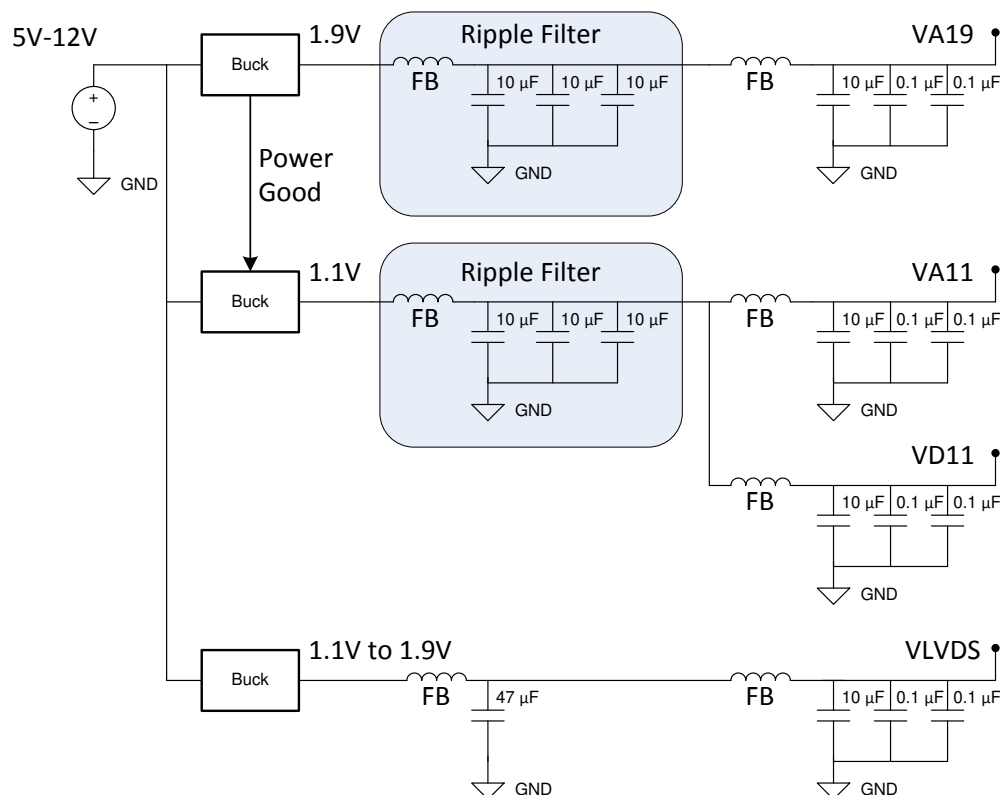 5V-12V
GND
Buck
1.9V
Ripple Filter
FB
10 µF 10 µF 10 µF
GND
FB
VA19
10 µF 0.1 µF 0.1 µF
GND
Power
Good
Buck
1.1V
Ripple Filter
FB
10 µF 10 µF 10 µF
GND
FB
VA11
10 µF 0.1 µF 0.1 µF
GND
VD11
FB
10 µF 0.1 µF 0.1 µF
GND
Buck
1.1V to 1.9V
FB
47 µF
GND
VLVDS
FB
10 µF 0.1 µF 0.1 µF
GND